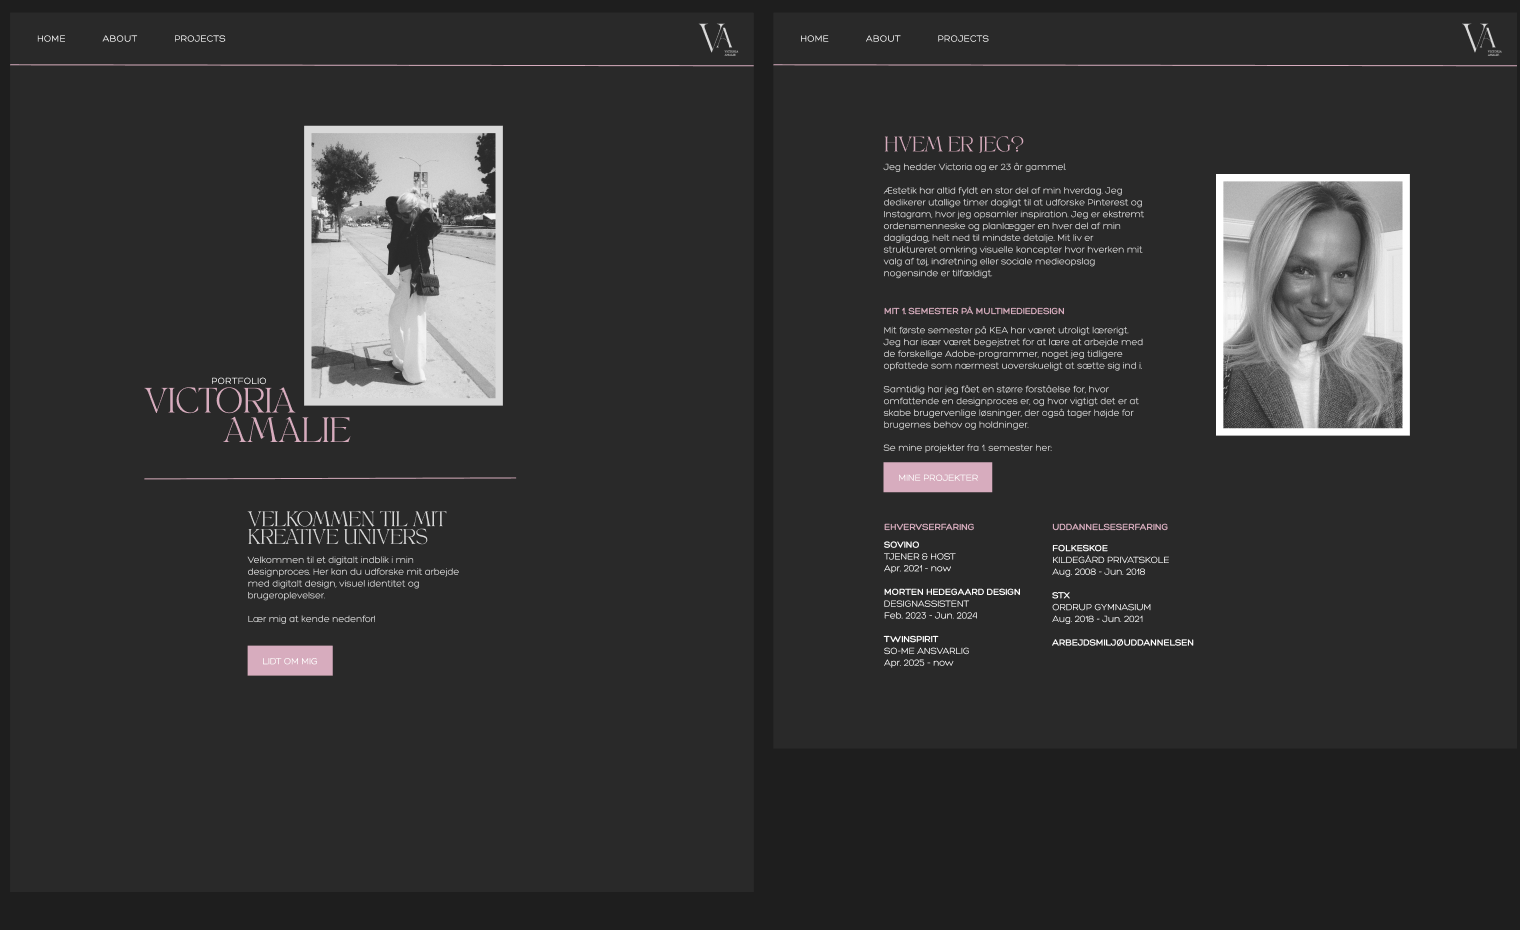 HOME
ABOUT
PROJECTS
VA
VICTORIA
AMALIE
PORTFOLIO
VICTORIA
AMALIE
VELKOMMEN TIL MIT
KREATIVE UNIVERS
Velkommen til et digitalt indblik i min
designproces. Her kan du udforske mit arbejde
med digitalt design, visuel identitet og
brugeroplevelser.
Lær mig at kende nedenfor!
LIDT OM MIG
HOME
ABOUT
PROJECTS
VA
VICTORIA
AMALIE
HVEM ER JEG?
Jeg hedder Victoria og er 23 år gammel.
Æstetik har altid fyldt en stor del af min hverdag. Jeg
dedikerer utallige timer dagligt til at udforske Pinterest og
Instagram, hvor jeg opsamler inspiration. Jeg er ekstremt
ordensmenneske og planlægger en hver del af min
dagligdag, helt ned til mindste detalje. Mit liv er
struktureret omkring visuelle koncepter hvor hverken mit
valg af tøj, indretning eller sociale medieopslag
nogensinde er tilfældigt.
MIT 1. SEMESTER PÅ MULTIMEDIEDESIGN
Mit første semester på KEA har været utroligt lærerigt.
Jeg har især været begejstret for at lære at arbejde med
de forskellige Adobe-programmer, noget jeg tidligere
opfattede som nærmest uoverskueligt at sætte sig ind i.
Samtidig har jeg fået en større forståelse for, hvor
omfattende en designproces er, og hvor vigtigt det er at
skabe brugervenlige løsninger, der også tager højde for
brugernes behov og holdninger.
Se mine projekter fra 1. semester her:
MINE PROJEKTER
EHVERVSERFARING
SOVINO
TJENER & HOST
Apr. 2021 - now
MORTEN HEDEGAARD DESIGN
DESIGNASSISTENT
Feb. 2023 - Jun. 2024
TWINSPIRIT
SO-ME ANSVARLIG
Apr. 2025 - now
UDDANNELSESERFARING
FOLKESKOE
KILDEGÅRD PRIVATSKOLE
Aug. 2008 - Jun. 2018
STX
ORDRUP GYMNASIUM
Aug. 2018 - Jun. 2021
ARBEJDSMILJØUDDANNELSEN